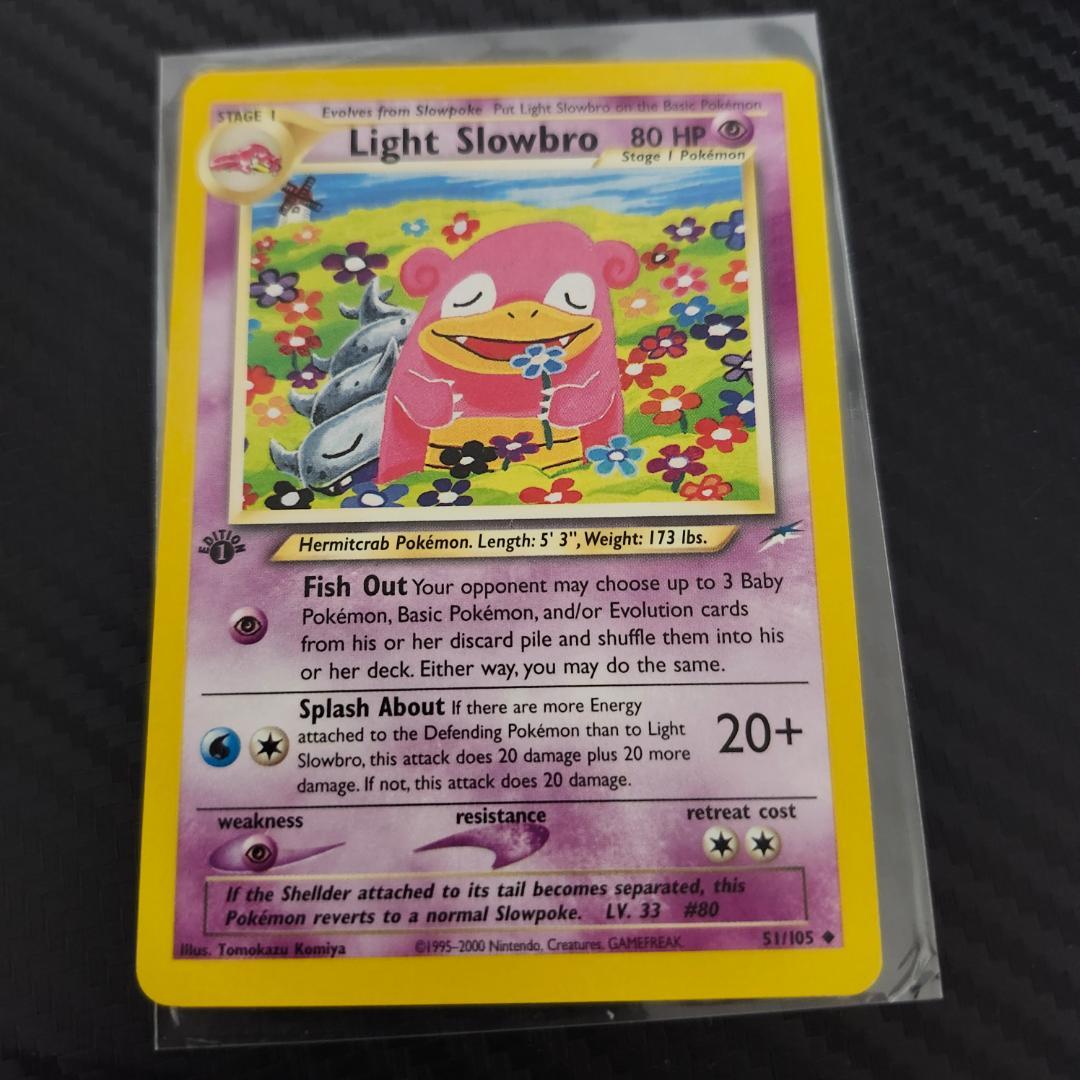 STAGE 1
Evolves from Slowpoke Put Light Slowbro on the Basic Pokémon
Light Slowbro 80 HP
Stage 1 Pokémon
EDITION
1
Hermitcrab Pokémon. Length: 5' 3", Weight: 173 lbs.
Fish Out Your opponent may choose up to 3 Baby
Pokémon, Basic Pokémon, and/or Evolution cards
from his or her discard pile and shuffle them into his
or her deck. Either way, you may do the same.
Splash About If there are more Energy
attached to the Defending Pokémon than to Light
Slowbro, this attack does 20 damage plus 20 more
damage. If not, this attack does 20 damage.
20+
weakness resistance retreat cost
If the Shellder attached to its tail becomes separated, this
Pokémon reverts to a normal Slowpoke. LV. 33 #80
Illus. Tomokazu Komiya ©1995–2000 Nintendo, Creatures, GAMEFREAK. 51/105